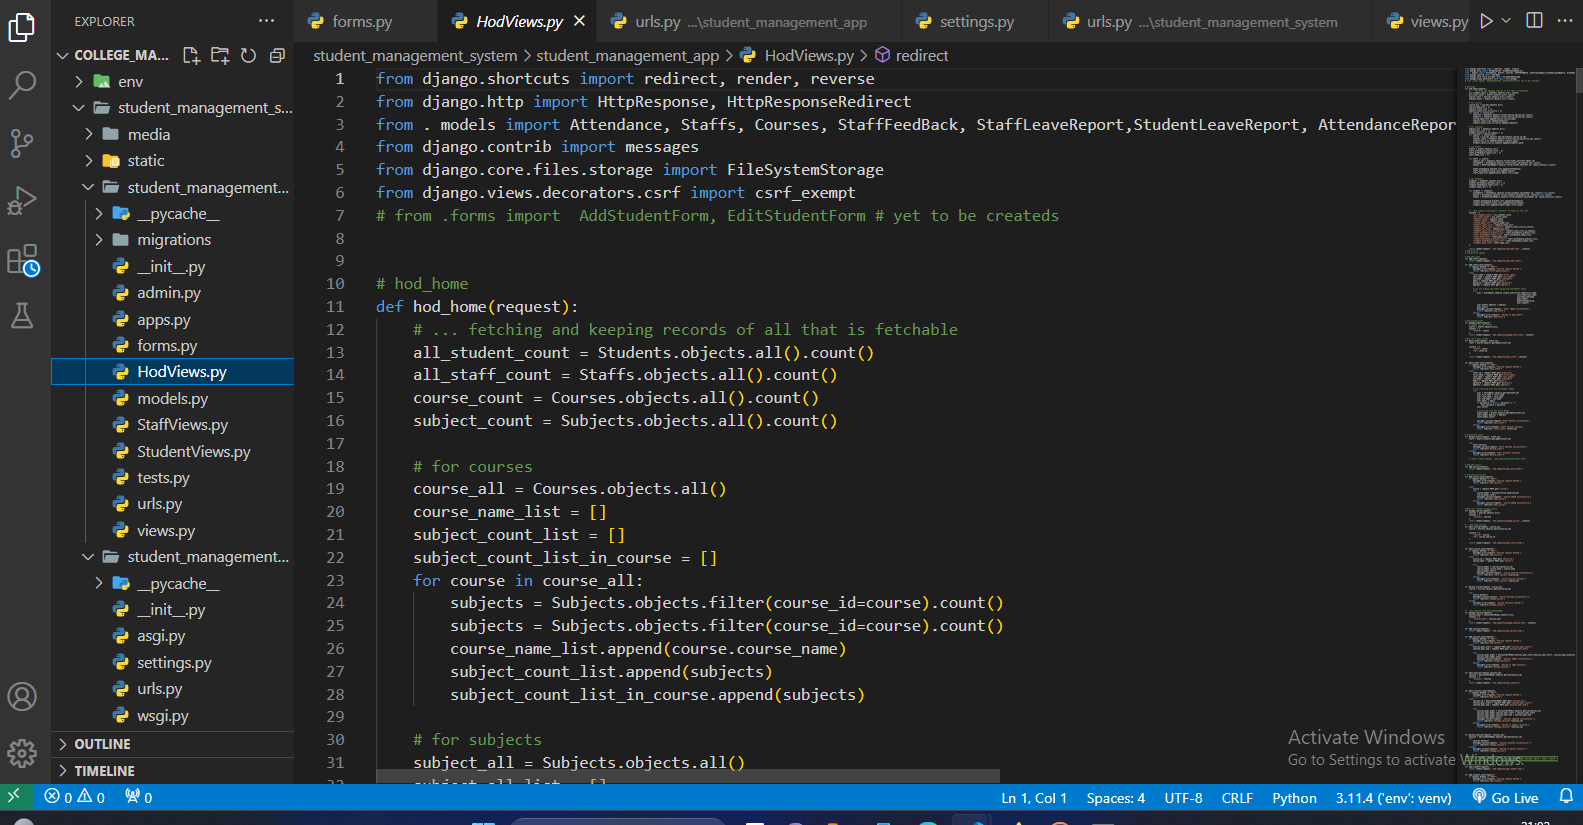 EXPLORER
forms.py
HodViews.py
urls.py ...\student_management_app
settings.py
urls.py ...\student_management_system
views.py
COLLEGE_MA...
student_management_system > student_management_app > HodViews.py > redirect
env
student_management_s...
media
static
student_management...
__pycache__
migrations
__init__.py
admin.py
apps.py
forms.py
HodViews.py
models.py
StaffViews.py
StudentViews.py
tests.py
urls.py
views.py
student_management...
__pycache__
__init__.py
asgi.py
settings.py
urls.py
wsgi.py
OUTLINE
TIMELINE
1 from django.shortcuts import redirect, render, reverse
2 from django.http import HttpResponse, HttpResponseRedirect
3 from . models import Attendance, Staffs, Courses, StaffFeedBack, StaffLeaveReport,StudentLeaveReport, AttendanceRepor
4 from django.contrib import messages
5 from django.core.files.storage import FileSystemStorage
6 from django.views.decorators.csrf import csrf_exempt
7 # from .forms import  AddStudentForm, EditStudentForm # yet to be createds
8
9
10 # hod_home
11 def hod_home(request):
12 # ... fetching and keeping records of all that is fetchable
13 all_student_count = Students.objects.all().count()
14 all_staff_count = Staffs.objects.all().count()
15 course_count = Courses.objects.all().count()
16 subject_count = Subjects.objects.all().count()
17
18 # for courses
19 course_all = Courses.objects.all()
20 course_name_list = []
21 subject_count_list = []
22 subject_count_list_in_course = []
23 for course in course_all:
24 subjects = Subjects.objects.filter(course_id=course).count()
25 subjects = Subjects.objects.filter(course_id=course).count()
26 course_name_list.append(course.course_name)
27 subject_count_list.append(subjects)
28 subject_count_list_in_course.append(subjects)
29
30 # for subjects
31 subject_all = Subjects.objects.all()
Activate Windows
Go to Settings to activate Windows.
0 0 0
Ln 1, Col 1 Spaces: 4 UTF-8 CRLF Python 3.11.4 ('env': venv) Go Live